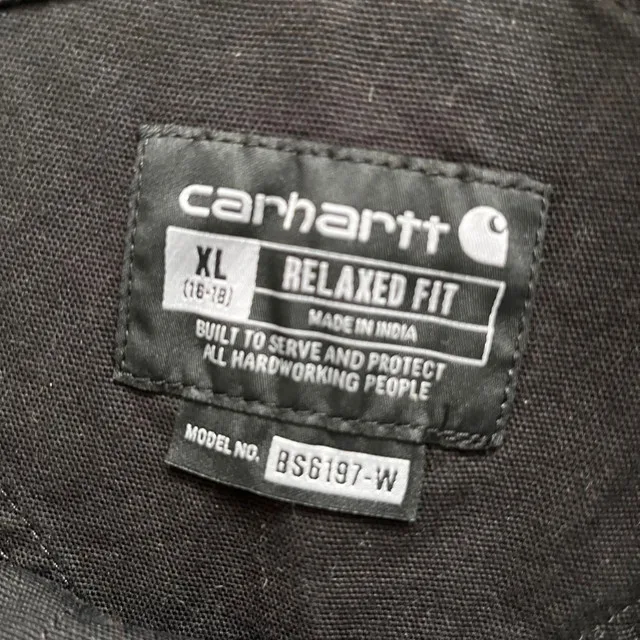 carhartt
XL
(16-18)
RELAXED FIT
MADE IN INDIA
BUILT TO SERVE AND PROTECT
ALL HARDWORKING PEOPLE
MODEL NO. BS6197-W